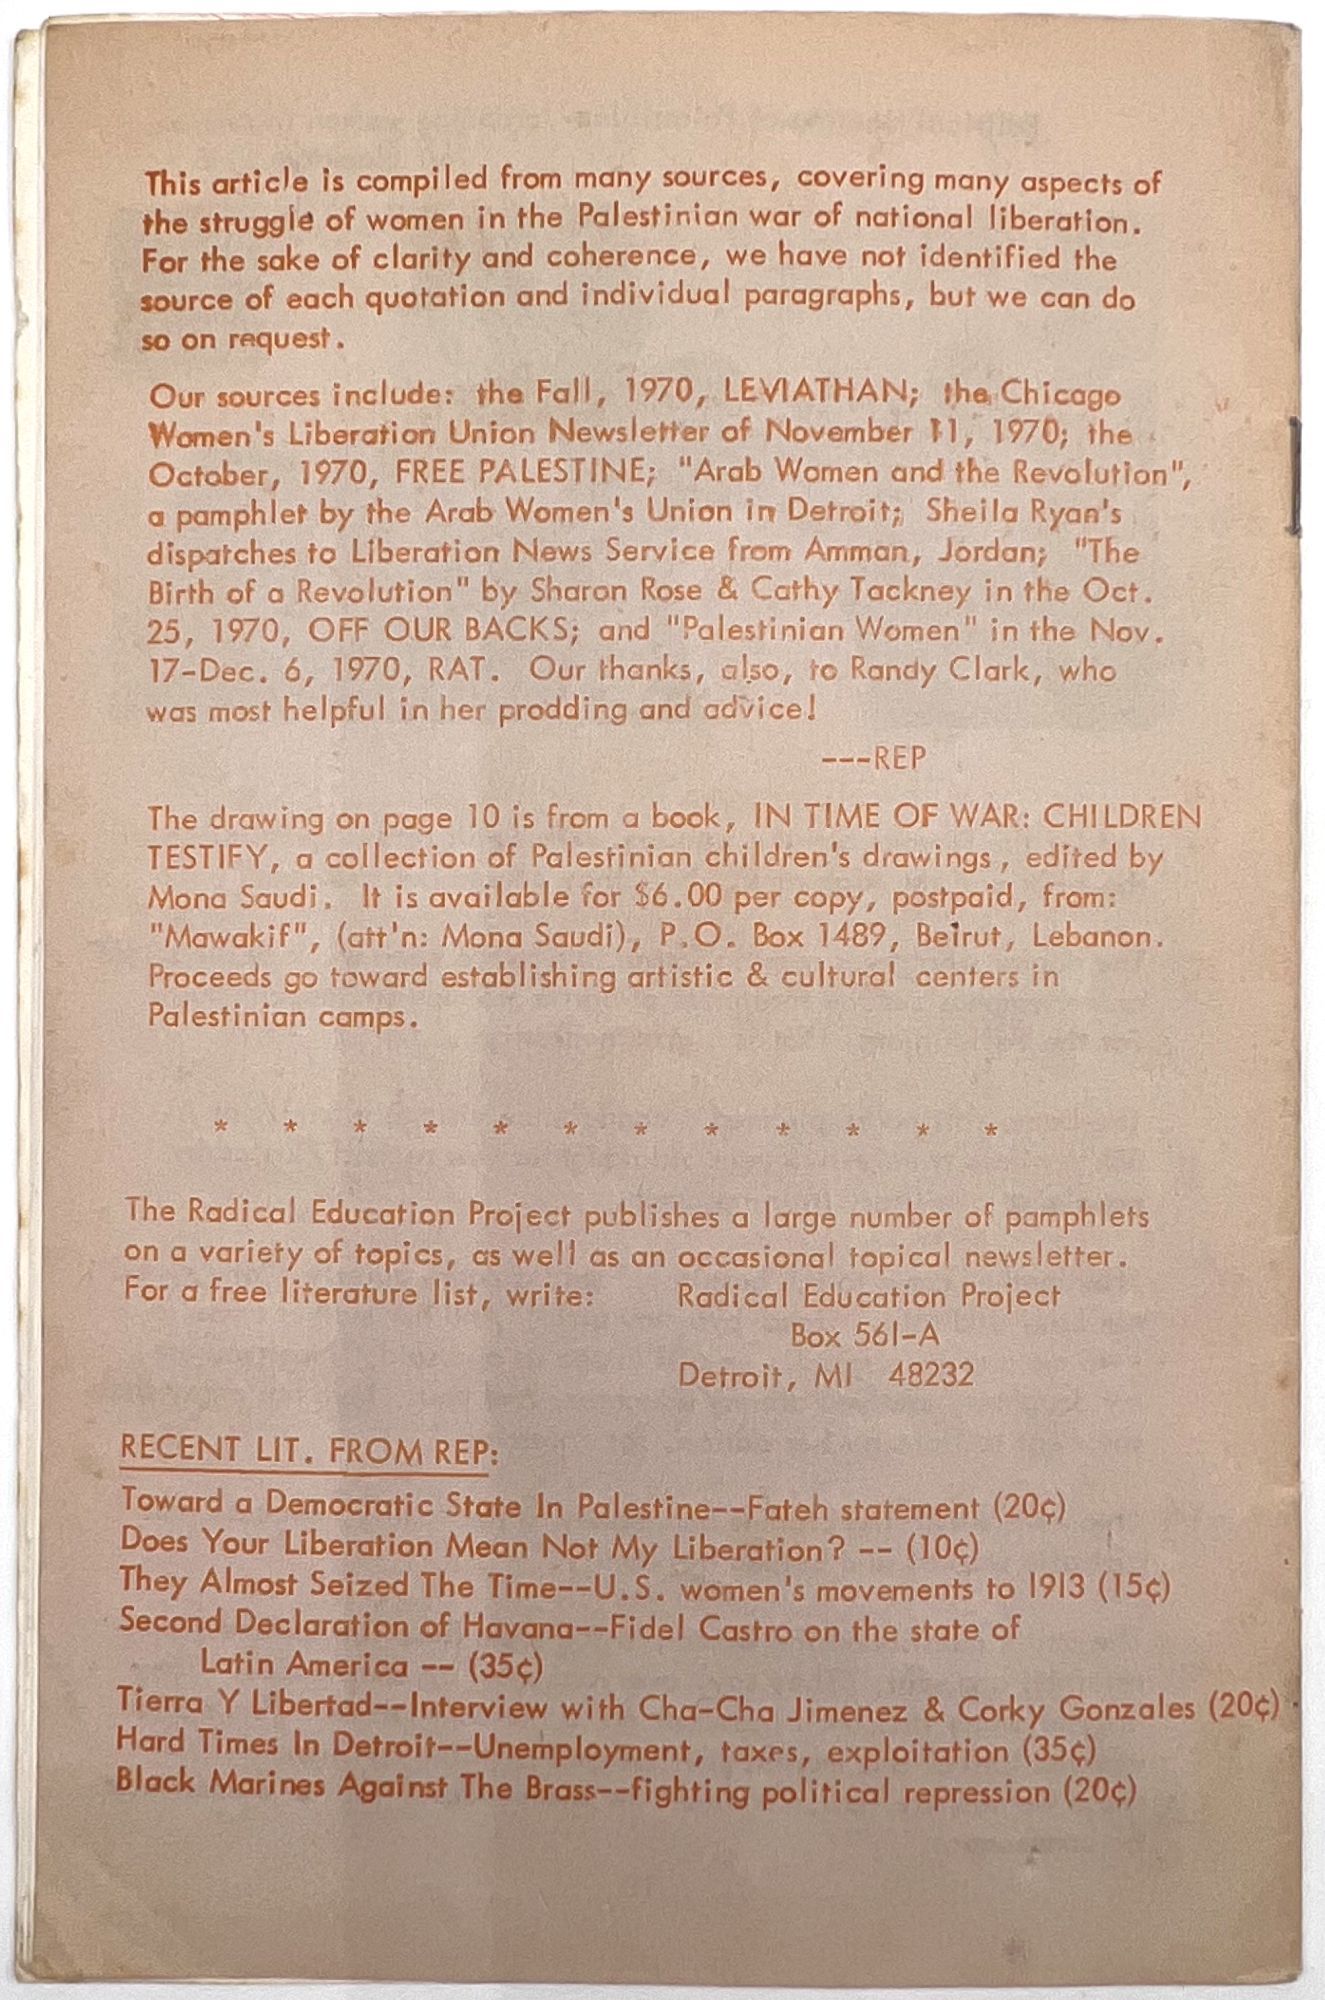 This article is compiled from many sources, covering many aspects of
the struggle of women in the Palestinian war of national liberation.
For the sake of clarity and coherence, we have not identified the
source of each quotation and individual paragraphs, but we can do
so on request.
Our sources include: the Fall, 1970, LEVIATHAN; the Chicago
Women's Liberation Union Newsletter of November 11, 1970; the
October, 1970, FREE PALESTINE; "Arab Women and the Revolution",
a pamphlet by the Arab Women's Union in Detroit; Sheila Ryan's
dispatches to Liberation News Service from Amman, Jordan; "The
Birth of a Revolution" by Sharon Rose & Cathy Tackney in the Oct.
25, 1970, OFF OUR BACKS; and "Palestinian Women" in the Nov.
17-Dec. 6, 1970, RAT. Our thanks, also, to Randy Clark, who
was most helpful in her prodding and advice!
---REP
The drawing on page 10 is from a book, IN TIME OF WAR: CHILDREN
TESTIFY, a collection of Palestinian children's drawings, edited by
Mona Saudi. It is available for $6.00 per copy, postpaid, from:
"Mawakif", (att'n: Mona Saudi), P.O. Box 1489, Beirut, Lebanon.
Proceeds go toward establishing artistic & cultural centers in
Palestinian camps.
* * * * * * * * * * * *
The Radical Education Project publishes a large number of pamphlets
on a variety of topics, as well as an occasional topical newsletter.
For a free literature list, write: Radical Education Project
Box 561-A
Detroit, MI 48232
RECENT LIT. FROM REP:
Toward a Democratic State In Palestine--Fateh statement (20¢)
Does Your Liberation Mean Not My Liberation? -- (10¢)
They Almost Seized The Time--U.S. women's movements to 1913 (15¢)
Second Declaration of Havana--Fidel Castro on the state of
Latin America -- (35¢)
Tierra Y Libertad--Interview with Cha-Cha Jimenez & Corky Gonzales (20¢)
Hard Times In Detroit--Unemployment, taxes, exploitation (35¢)
Black Marines Against The Brass--fighting political repression (20¢)